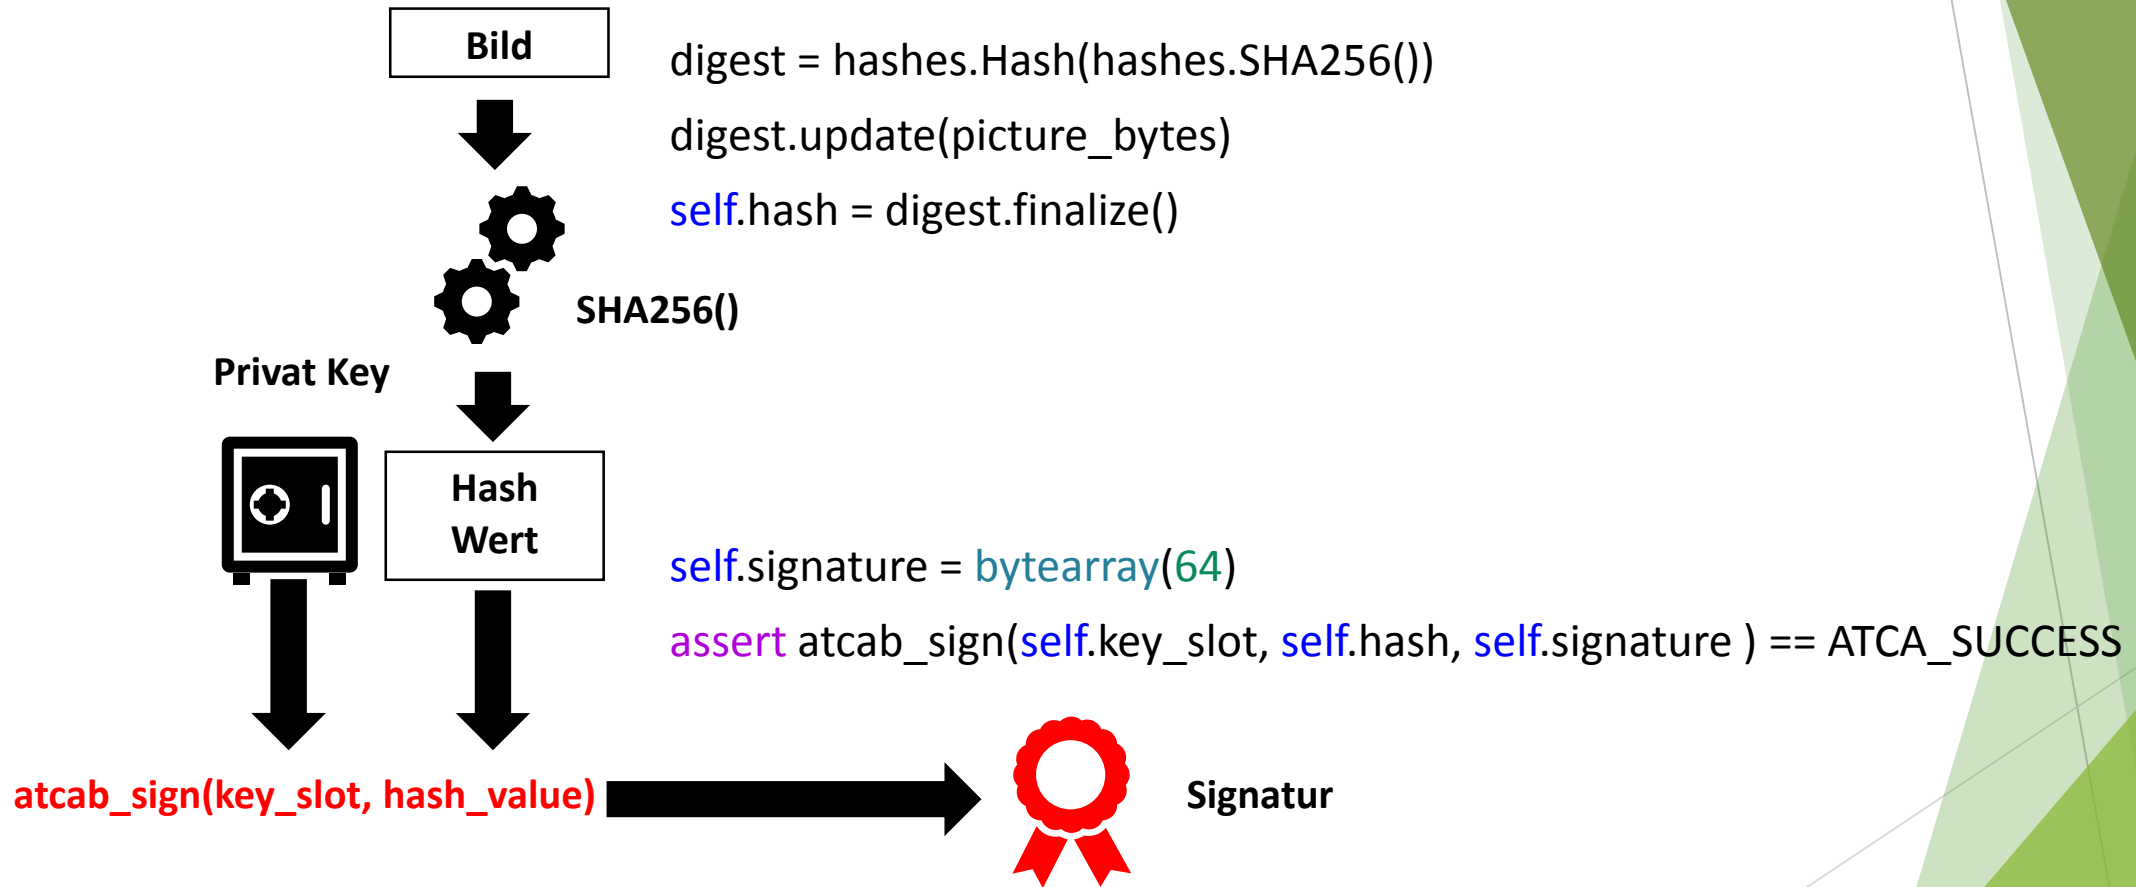 Bild
digest = hashes.Hash(hashes.SHA256())
digest.update(picture_bytes)
self.hash = digest.finalize()
SHA256()
Privat Key
Hash
Wert
self.signature = bytearray(64)
assert atcab_sign(self.key_slot, self.hash, self.signature ) == ATCA_SUCCESS
atcab_sign(key_slot, hash_value)
Signatur